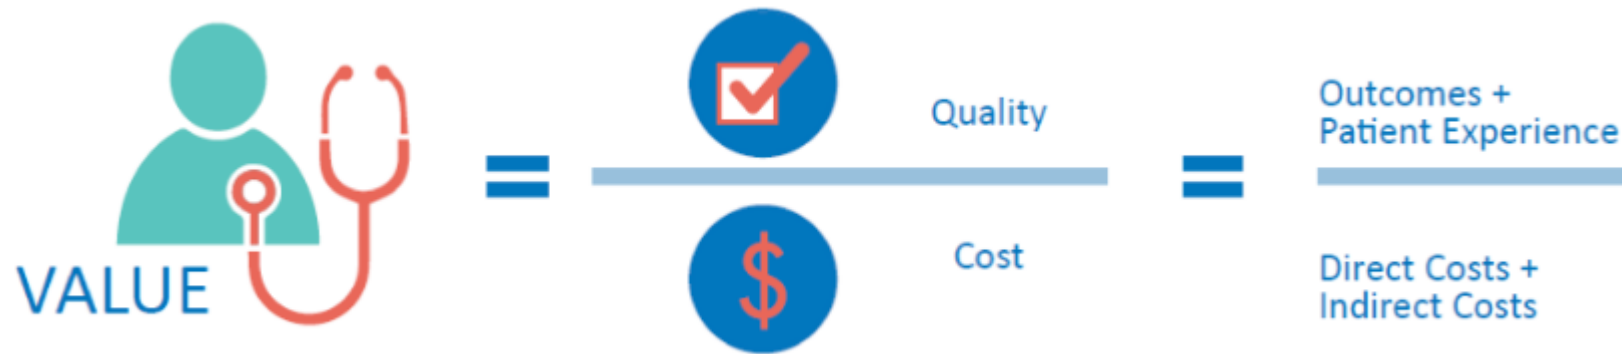 VALUE
=
Quality
$
Cost
=
Outcomes +
Patient Experience
Direct Costs +
Indirect Costs